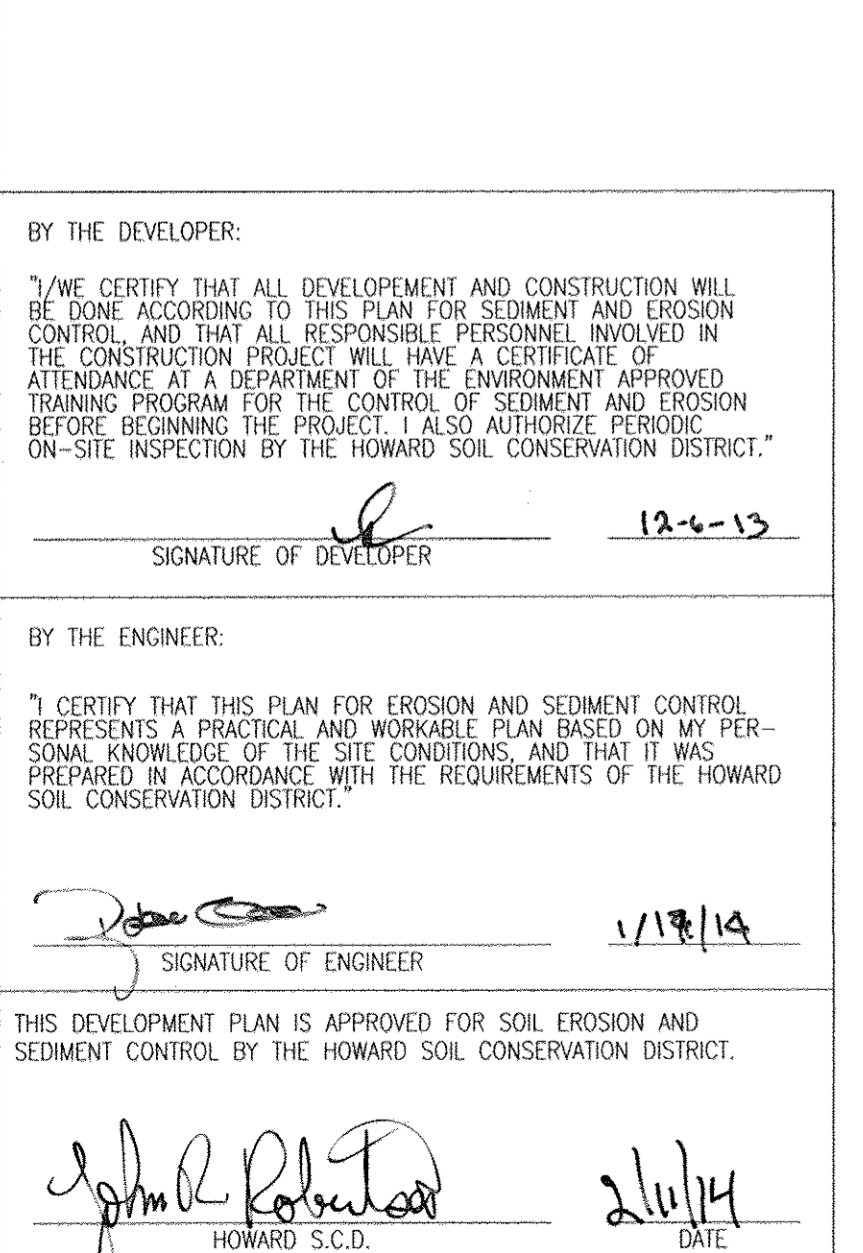 BY THE DEVELOPER:
"I/WE CERTIFY THAT ALL DEVELOPEMENT AND CONSTRUCTION WILL
BE DONE ACCORDING TO THIS PLAN FOR SEDIMENT AND EROSION
CONTROL, AND THAT ALL RESPONSIBLE PERSONNEL INVOLVED IN
THE CONSTRUCTION PROJECT WILL HAVE A CERTIFICATE OF
ATTENDANCE AT A DEPARTMENT OF THE ENVIRONMENT APPROVED
TRAINING PROGRAM FOR THE CONTROL OF SEDIMENT AND EROSION
BEFORE BEGINNING THE PROJECT. I ALSO AUTHORIZE PERIODIC
ON-SITE INSPECTION BY THE HOWARD SOIL CONSERVATION DISTRICT."
12-6-13
SIGNATURE OF DEVELOPER
BY THE ENGINEER:
"I CERTIFY THAT THIS PLAN FOR EROSION AND SEDIMENT CONTROL
REPRESENTS A PRACTICAL AND WORKABLE PLAN BASED ON MY PER-
SONAL KNOWLEDGE OF THE SITE CONDITIONS, AND THAT IT WAS
PREPARED IN ACCORDANCE WITH THE REQUIREMENTS OF THE HOWARD
SOIL CONSERVATION DISTRICT."
SIGNATURE OF ENGINEER
THIS DEVELOPMENT PLAN IS APPROVED FOR SOIL EROSION AND
SEDIMENT CONTROL BY THE HOWARD SOIL CONSERVATION DISTRICT.
John R Robertson 2/11/14
HOWARD S.C.D. DATE